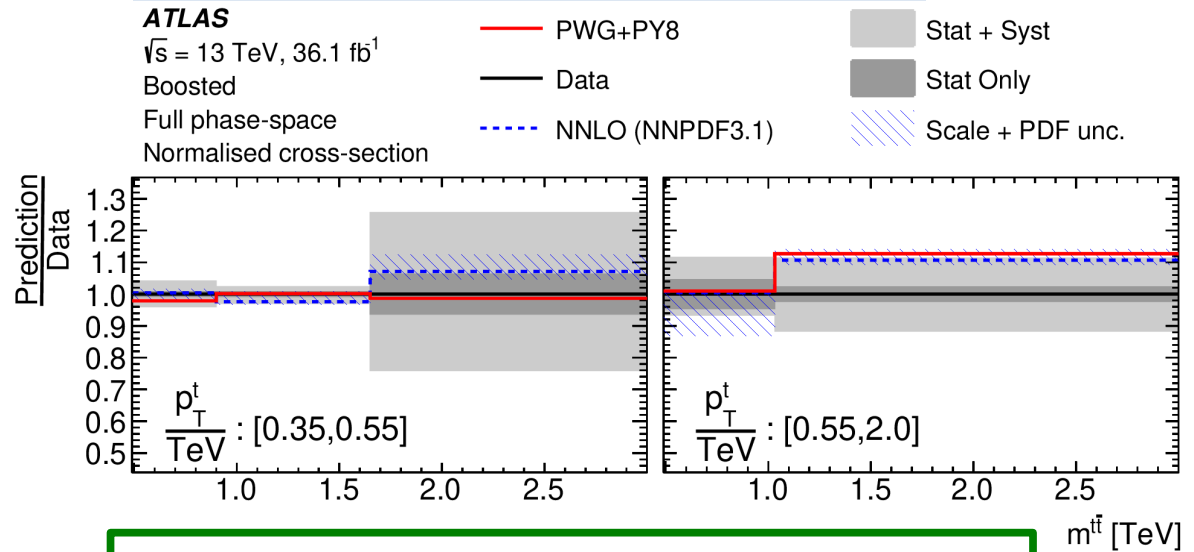 ATLAS
√s = 13 TeV, 36.1 fb⁻¹
Boosted
Full phase-space
Normalised cross-section
PWG+PY8
Data
NNLO (NNPDF3.1)
Stat + Syst
Stat Only
Scale + PDF unc.
Prediction
Data
1.3
1.2
1.1
1.0
0.9
0.8
0.7
0.6
0.5
p_T^t
TeV : [0.35,0.55]
1.0 1.5 2.0 2.5
p_T^t
TeV : [0.55,2.0]
1.0 1.5 2.0 2.5
m^{tt̄} [TeV]